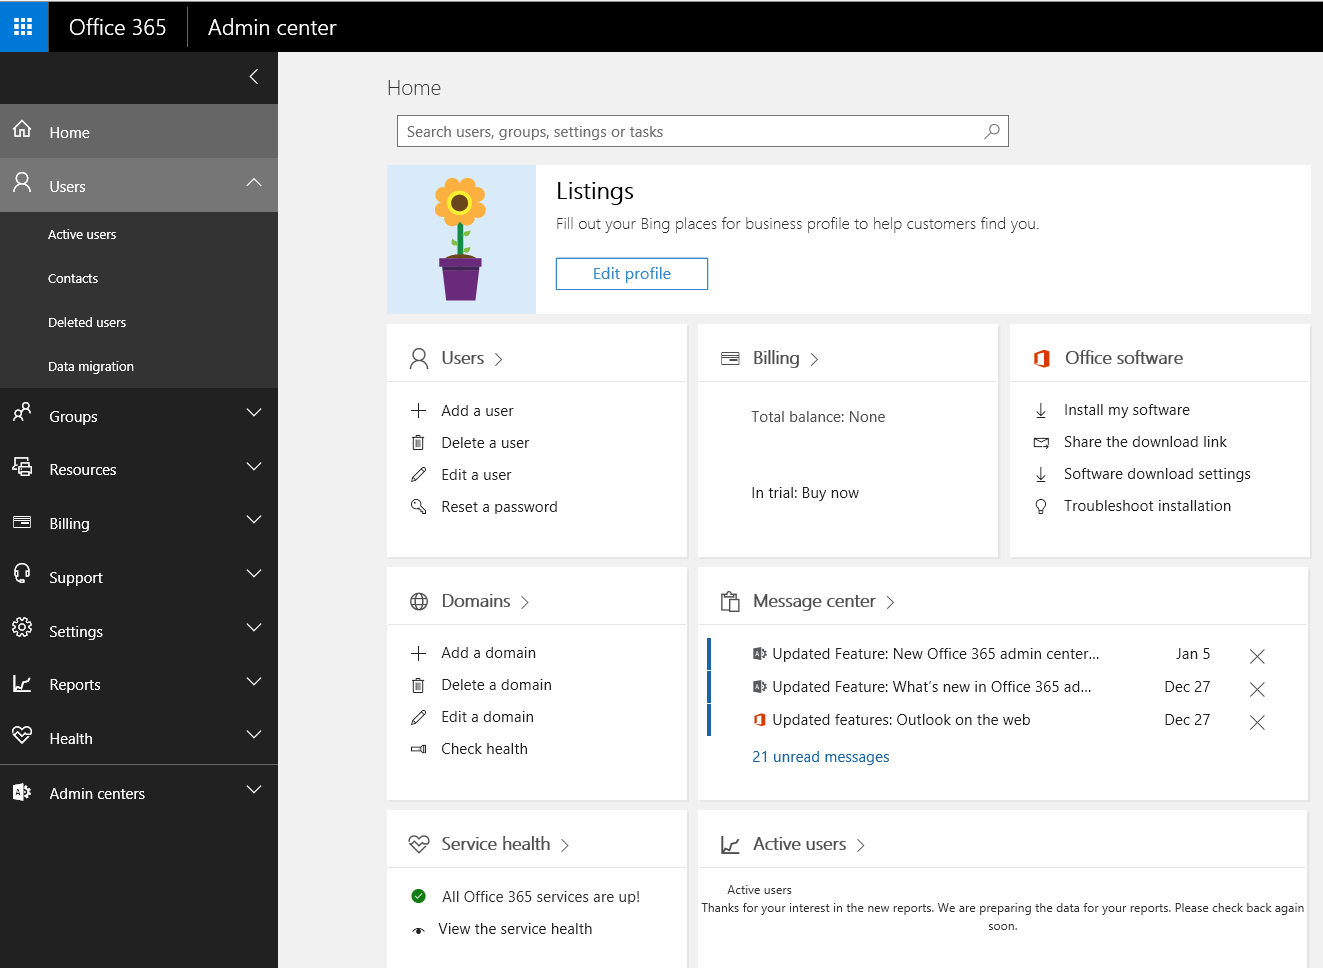 Office 365
Admin center
Home
Users
Active users
Contacts
Deleted users
Data migration
Groups
Resources
Billing
Support
Settings
Reports
Health
Admin centers
Home
Search users, groups, settings or tasks
Listings
Fill out your Bing places for business profile to help customers find you.
Edit profile
Users
Add a user
Delete a user
Edit a user
Reset a password
Billing
Total balance: None
In trial: Buy now
Office software
Install my software
Share the download link
Software download settings
Troubleshoot installation
Domains
Add a domain
Delete a domain
Edit a domain
Check health
Message center
Updated Feature: New Office 365 admin center... Jan 5
Updated Feature: What's new in Office 365 ad... Dec 27
Updated features: Outlook on the web Dec 27
21 unread messages
Service health
All Office 365 services are up!
View the service health
Active users
Active users
Thanks for your interest in the new reports. We are preparing the data for your reports. Please check back again
soon.